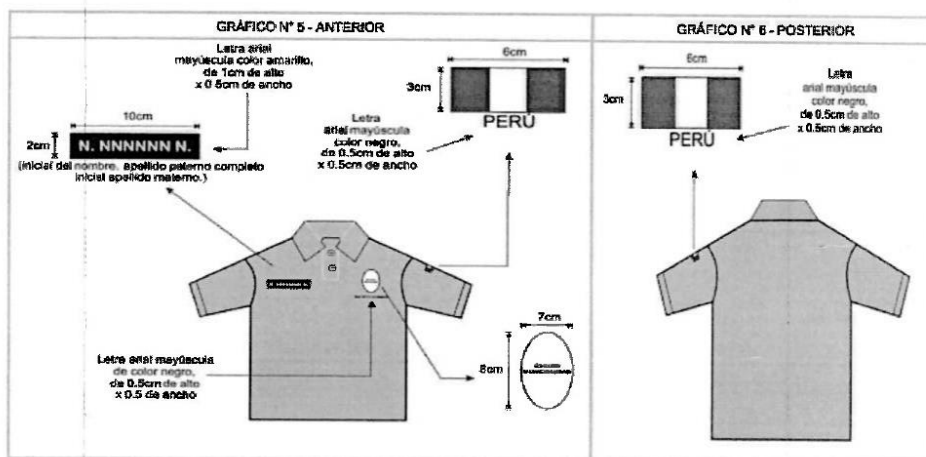 GRÁFICO N° 5 - ANTERIOR
Letra arial
mayúscula color amarillo,
de 1cm de alto
x 0.5cm de ancho
10cm
2cm
N. NNNNNN N.
(inicial del nombre, apellido paterno completo
inicial apellido materno.)
6cm
3cm
PERÚ
Letra
arial mayúscula
color negro,
de 0.5cm de alto
x 0.5cm de ancho
Letra arial mayúscula
de color negro,
de 0.5cm de alto
x 0.5 de ancho
7cm
8cm
GRÁFICO N° 6 - POSTERIOR
6cm
3cm
PERÚ
Letra
arial mayúscula
color negro,
de 0.5cm de alto
x 0.5cm de ancho